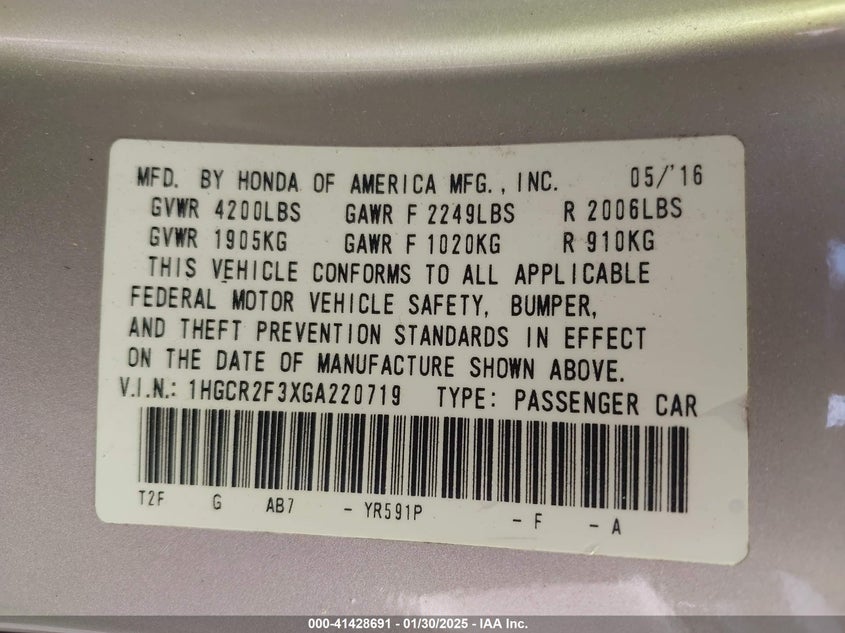 MFD. BY HONDA OF AMERICA MFG., INC. 05/'16
GVWR 4200LBS GAWR F 2249LBS R 2006LBS
GVWR 1905KG GAWR F 1020KG R 910KG
THIS VEHICLE CONFORMS TO ALL APPLICABLE
FEDERAL MOTOR VEHICLE SAFETY, BUMPER,
AND THEFT PREVENTION STANDARDS IN EFFECT
ON THE DATE OF MANUFACTURE SHOWN ABOVE.
V.I.N.: 1HGCR2F3XGA220719 TYPE: PASSENGER CAR
T2F G AB7 - YR591P - F - A
000-41428691 - 01/30/2025 - IAA Inc.